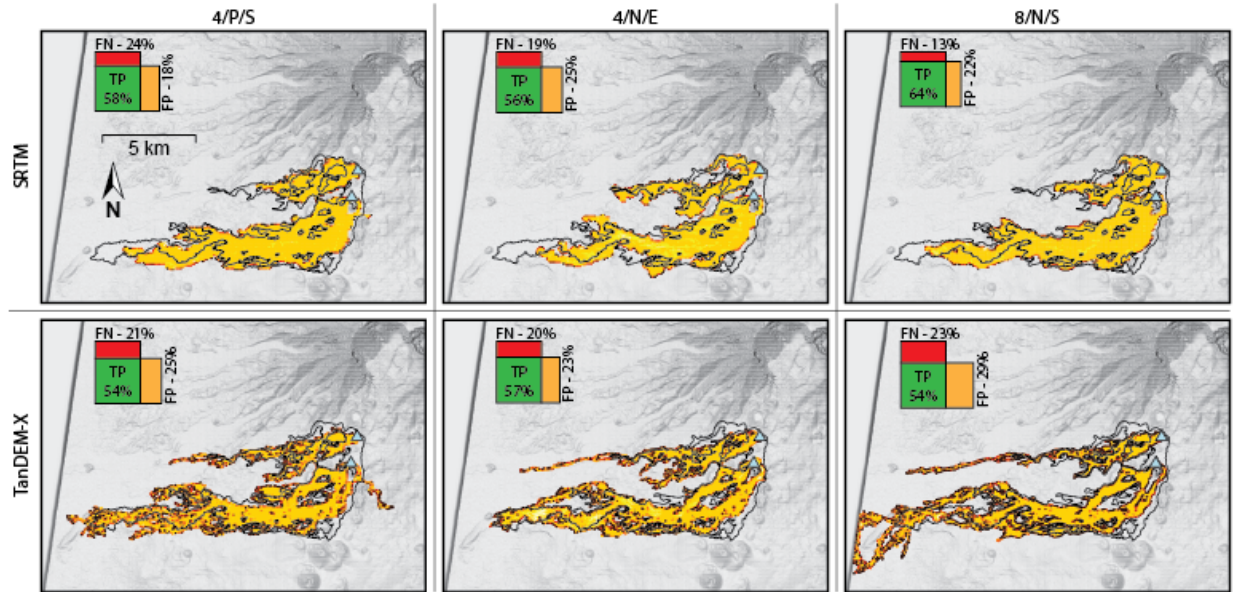 4/P/S
4/N/E
8/N/S
SRTM
FN - 24%
TP
58%
FP - 18%
5 km
N
FN - 19%
TP
56%
FP - 25%
FN - 13%
TP
64%
FP - 22%
TanDEM-X
FN - 21%
TP
54%
FP - 25%
FN - 20%
TP
57%
FP - 23%
FN - 23%
TP
54%
FP - 29%